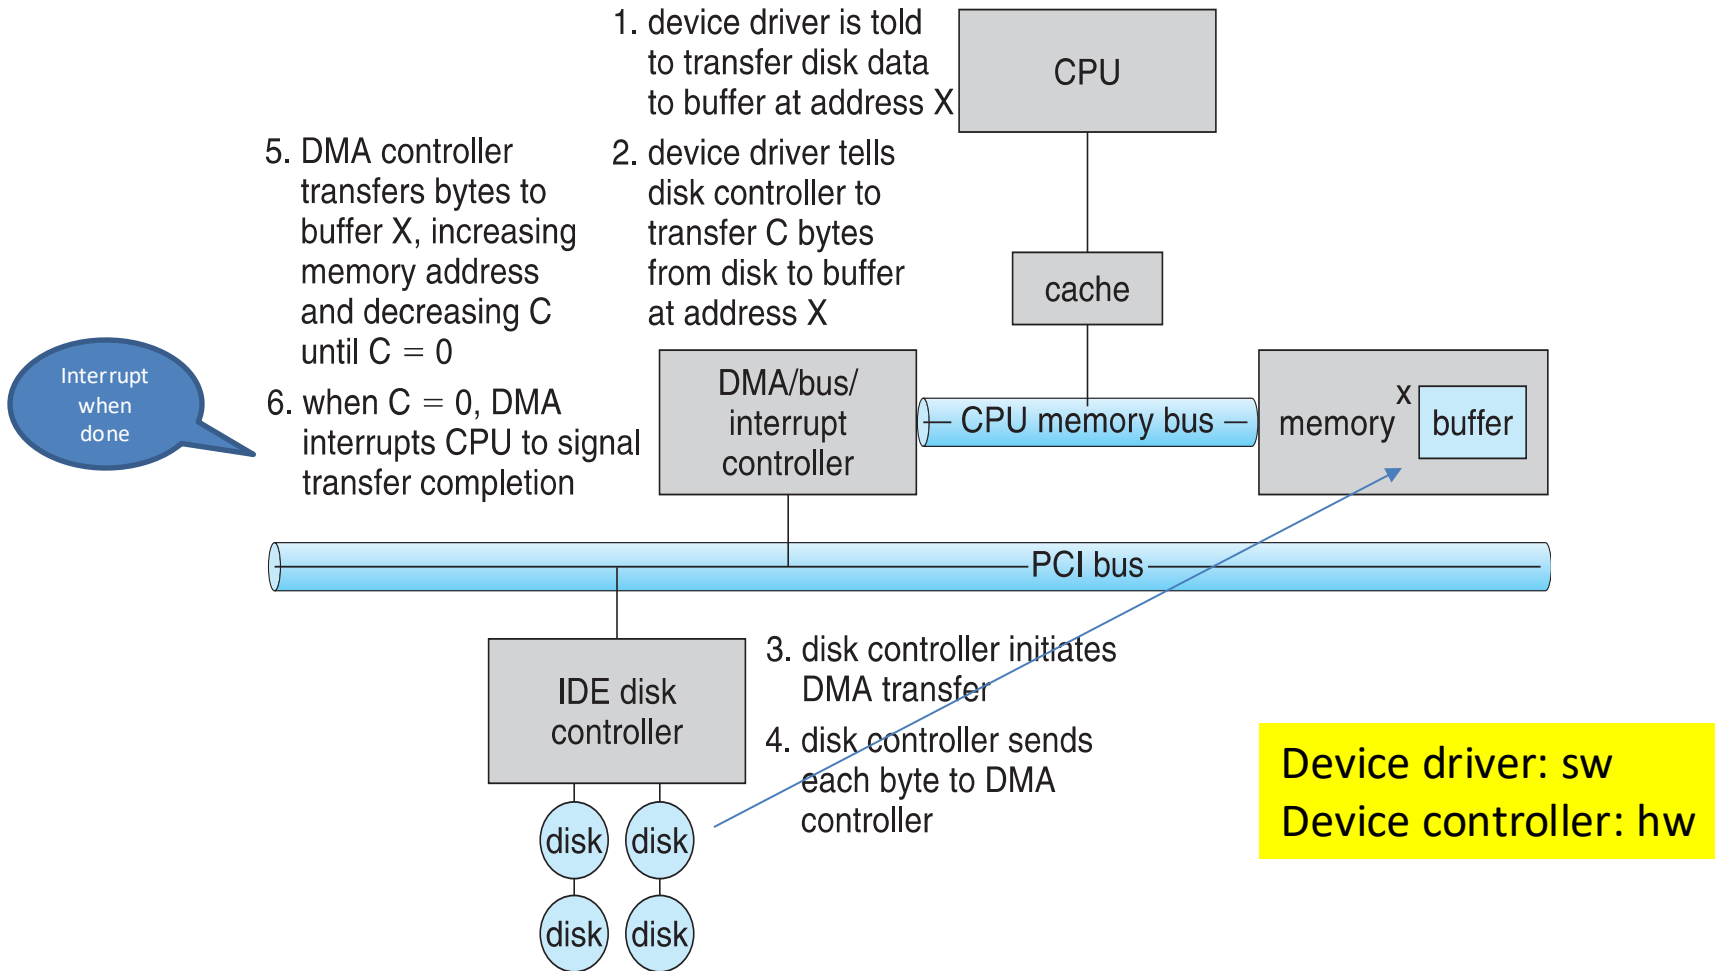 1. device driver is told
to transfer disk data
to buffer at address X
CPU
5. DMA controller
transfers bytes to
buffer X, increasing
memory address
and decreasing C
until C = 0
2. device driver tells
disk controller to
transfer C bytes
from disk to buffer
at address X
cache
Interrupt
when
done
6. when C = 0, DMA
interrupts CPU to signal
transfer completion
DMA/bus/
interrupt
controller
CPU memory bus
memory
x
buffer
PCI bus
IDE disk
controller
3. disk controller initiates
DMA transfer
4. disk controller sends
each byte to DMA
controller
Device driver: sw
Device controller: hw
disk
disk
disk
disk